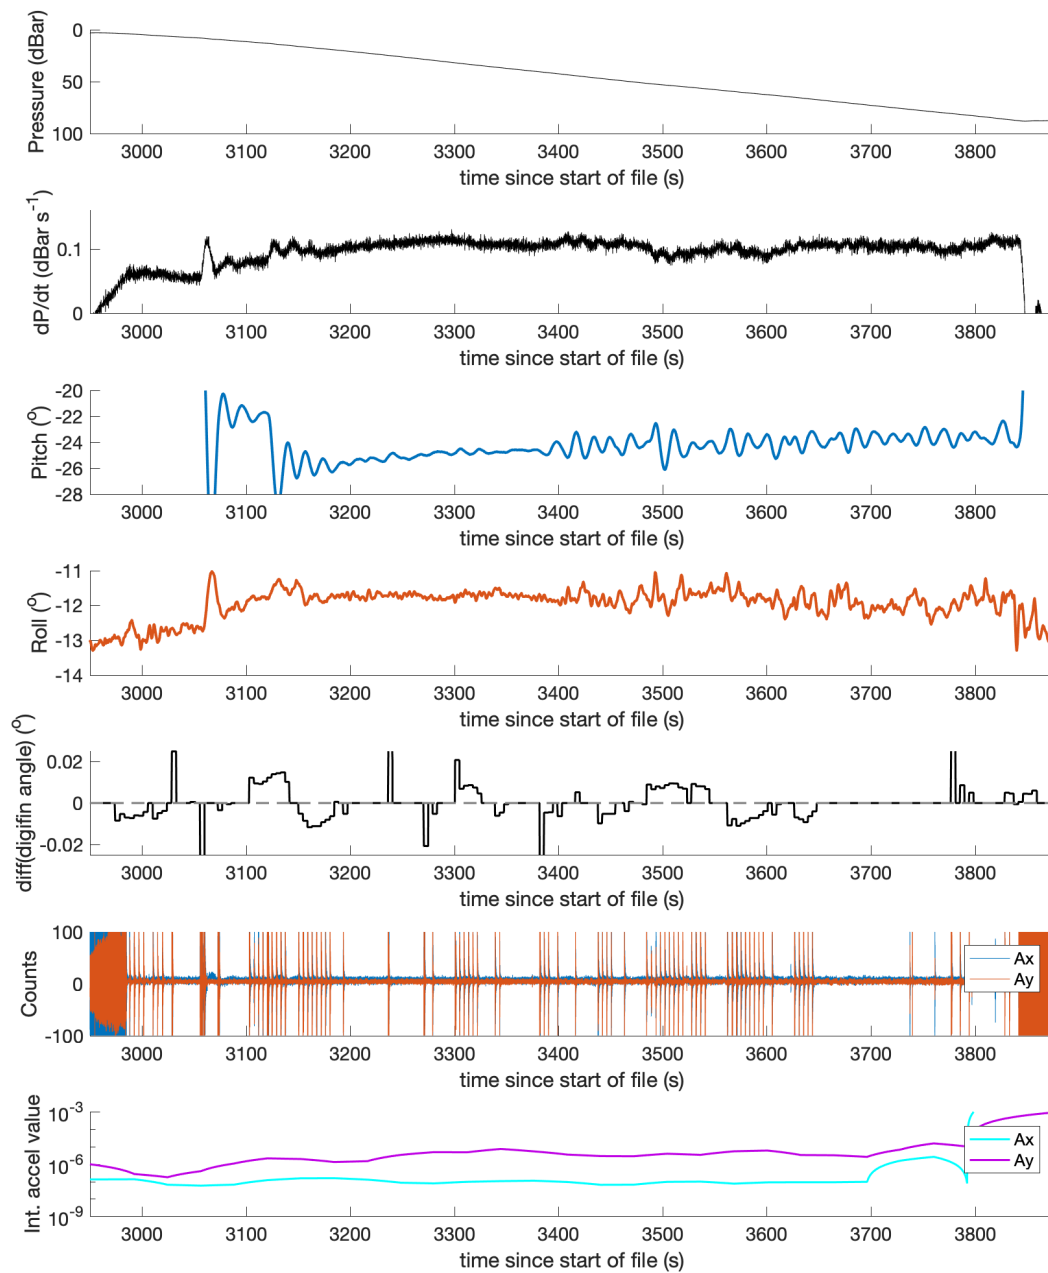 Pressure (dBar)
0
50
100
3000 3100 3200 3300 3400 3500 3600 3700 3800
time since start of file (s)
dP/dt (dBar s-1)
0.1
0
3000 3100 3200 3300 3400 3500 3600 3700 3800
time since start of file (s)
Pitch (o)
-20
-22
-24
-26
-28
3000 3100 3200 3300 3400 3500 3600 3700 3800
time since start of file (s)
Roll (o)
-11
-12
-13
-14
3000 3100 3200 3300 3400 3500 3600 3700 3800
time since start of file (s)
diff(digifin angle) (o)
0.02
0
-0.02
3000 3100 3200 3300 3400 3500 3600 3700 3800
time since start of file (s)
Counts
100
0
-100
Ax
Ay
3000 3100 3200 3300 3400 3500 3600 3700 3800
time since start of file (s)
Int. accel value
10-3
10-6
10-9
Ax
Ay
3000 3100 3200 3300 3400 3500 3600 3700 3800
time since start of file (s)